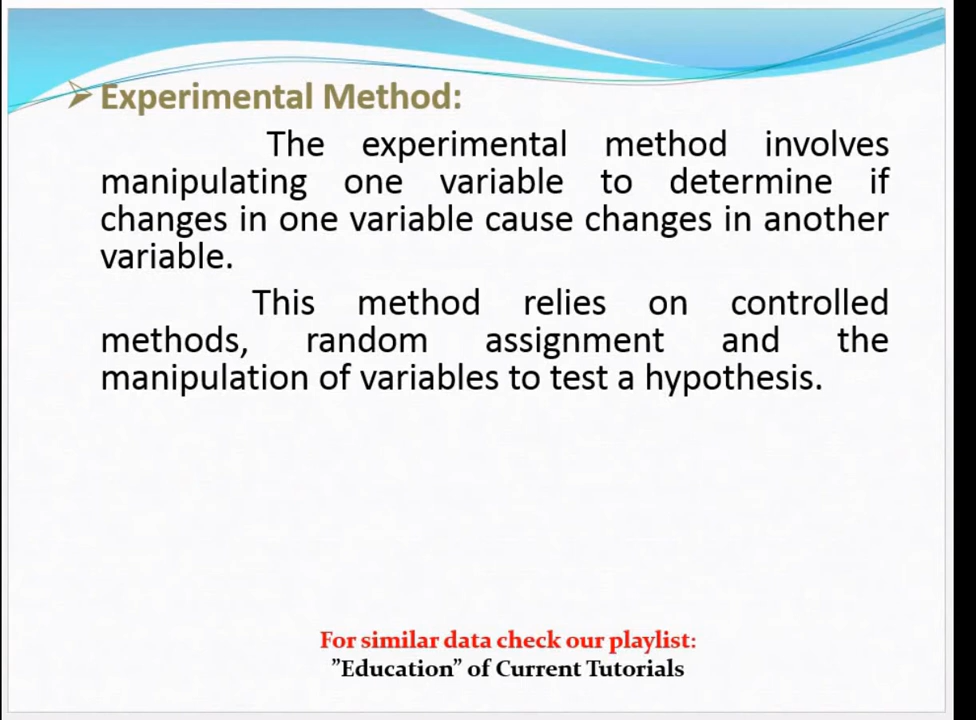 Experimental Method:
The experimental method involves
manipulating one variable to determine if
changes in one variable cause changes in another
variable.
This method relies on controlled
methods, random assignment and the
manipulation of variables to test a hypothesis.
For similar data check our playlist:
”Education” of Current Tutorials